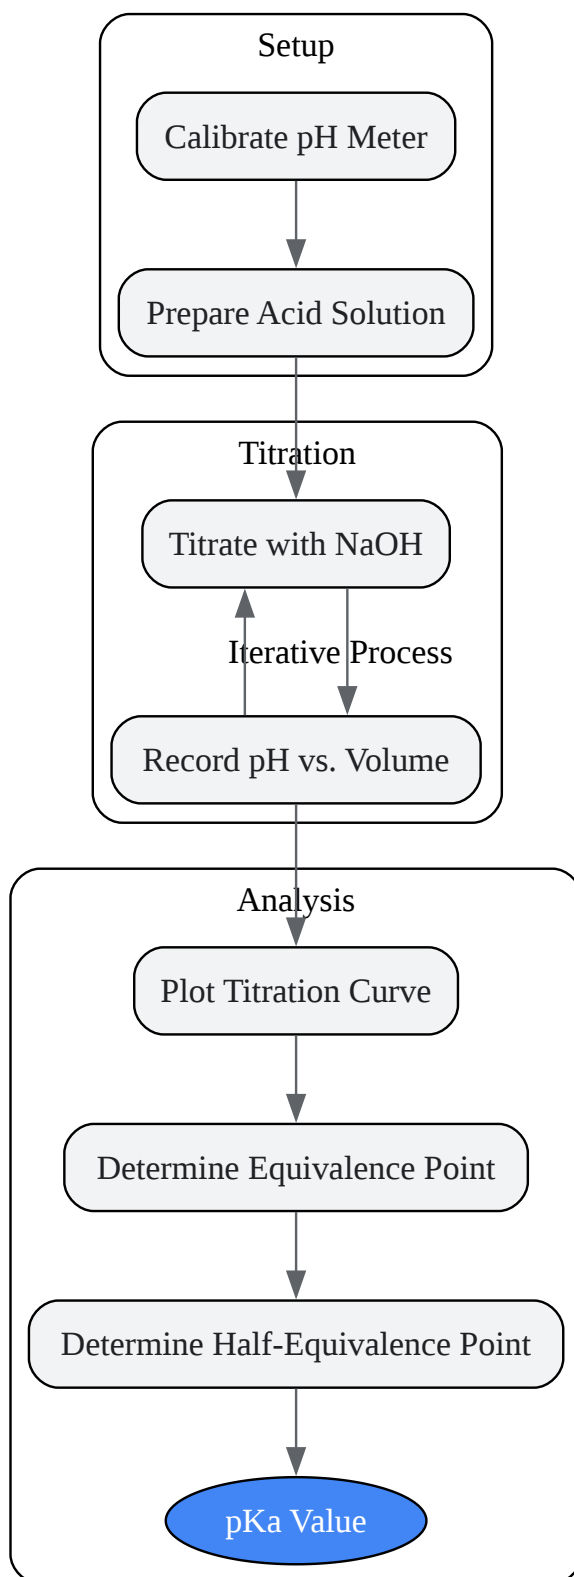 Setup
Calibrate pH Meter
Prepare Acid Solution
Titration
Titrate with NaOH
Iterative Process
Record pH vs. Volume
Analysis
Plot Titration Curve
Determine Equivalence Point
Determine Half-Equivalence Point
pKa Value